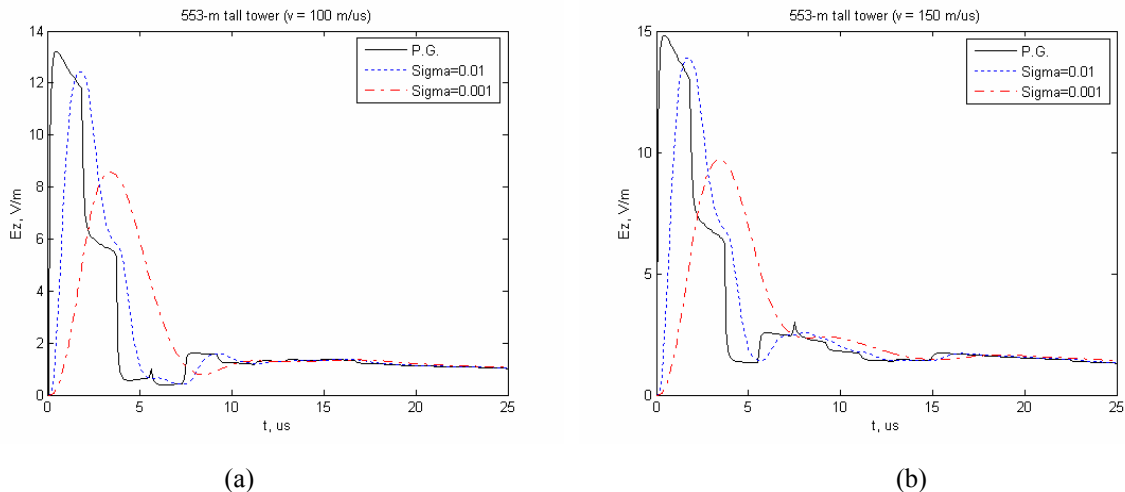 553-m tall tower (v = 100 m/us)
14
12
10
8
6
4
2
0
Ez, V/m
P.G.
Sigma=0.01
Sigma=0.001
0 5 10 15 20 25
t, us
(a)
553-m tall tower (v = 150 m/us)
15
10
5
0
Ez, V/m
P.G.
Sigma=0.01
Sigma=0.001
0 5 10 15 20 25
t, us
(b)